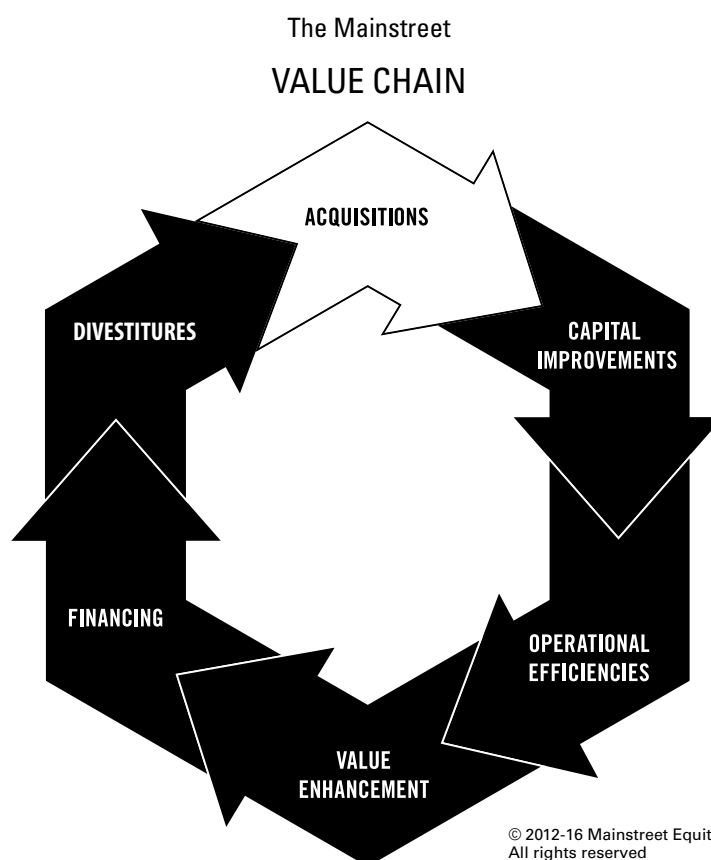 The Mainstreet
VALUE CHAIN
ACQUISITIONS
CAPITAL
IMPROVEMENTS
OPERATIONAL
EFFICIENCIES
VALUE
ENHANCEMENT
FINANCING
DIVESTITURES
© 2012-16 Mainstreet Equit
All rights reserved